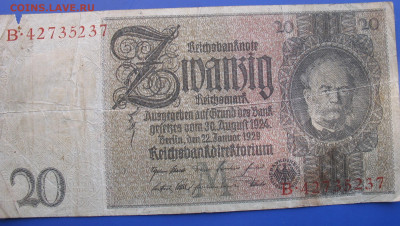 COINS.LAVE.RU
20
20
B·42735237
Reichsbanknote
Zwanzig
Reichsmark
Ausgegeben auf Grund des Bank
gesetzes vom 30. August 1924
Berlin, den 22. Januar 1929
Reichsbankdirektorium
20
B·42735237